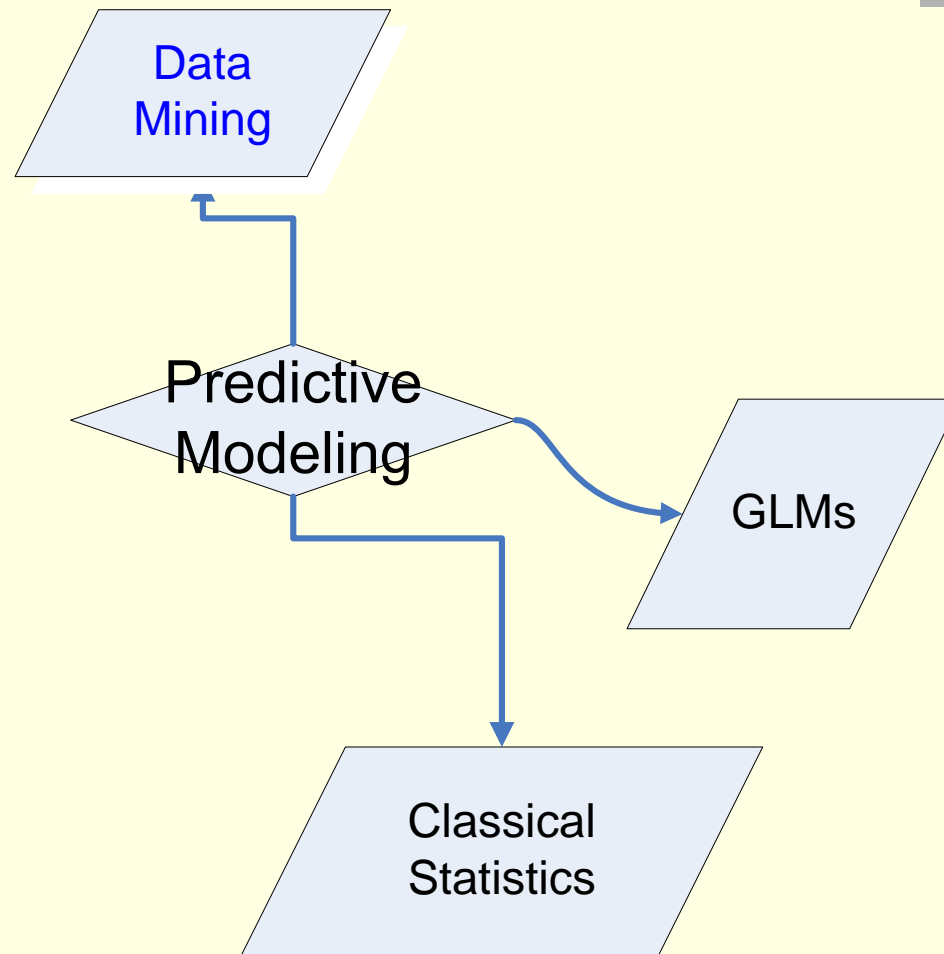 Data
Mining
Predictive
Modeling
GLMs
Classical
Statistics